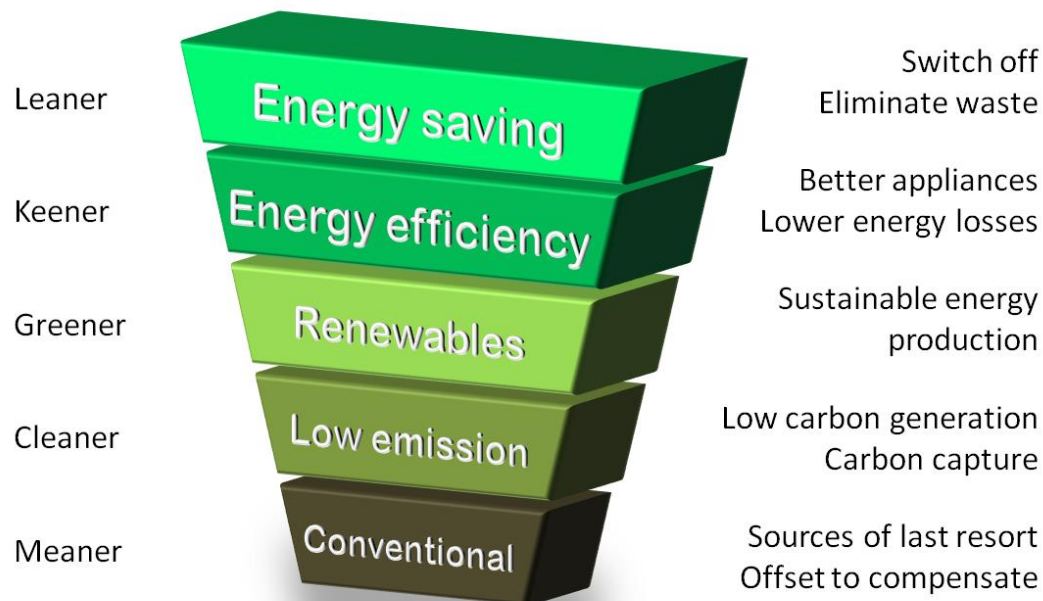 Leaner
Energy saving
Switch off
Eliminate waste
Keener
Energy efficiency
Better appliances
Lower energy losses
Greener
Renewables
Sustainable energy
production
Cleaner
Low emission
Low carbon generation
Carbon capture
Meaner
Conventional
Sources of last resort
Offset to compensate